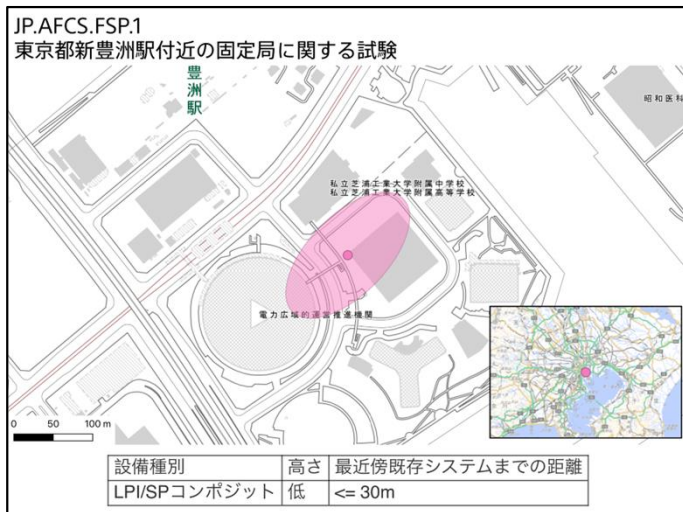 JP.AFCS.FSP.1
東京都新豊洲駅付近の固定局に関する試験
豊洲駅
昭和医科
私立芝浦工業大学附属中学校
私立芝浦工業大学附属高等学校
電力広域的運営推進機関
0 50 100 m
設備種別 高さ 最近傍既存システムまでの距離
LPI/SPコンポジット 低 <= 30m